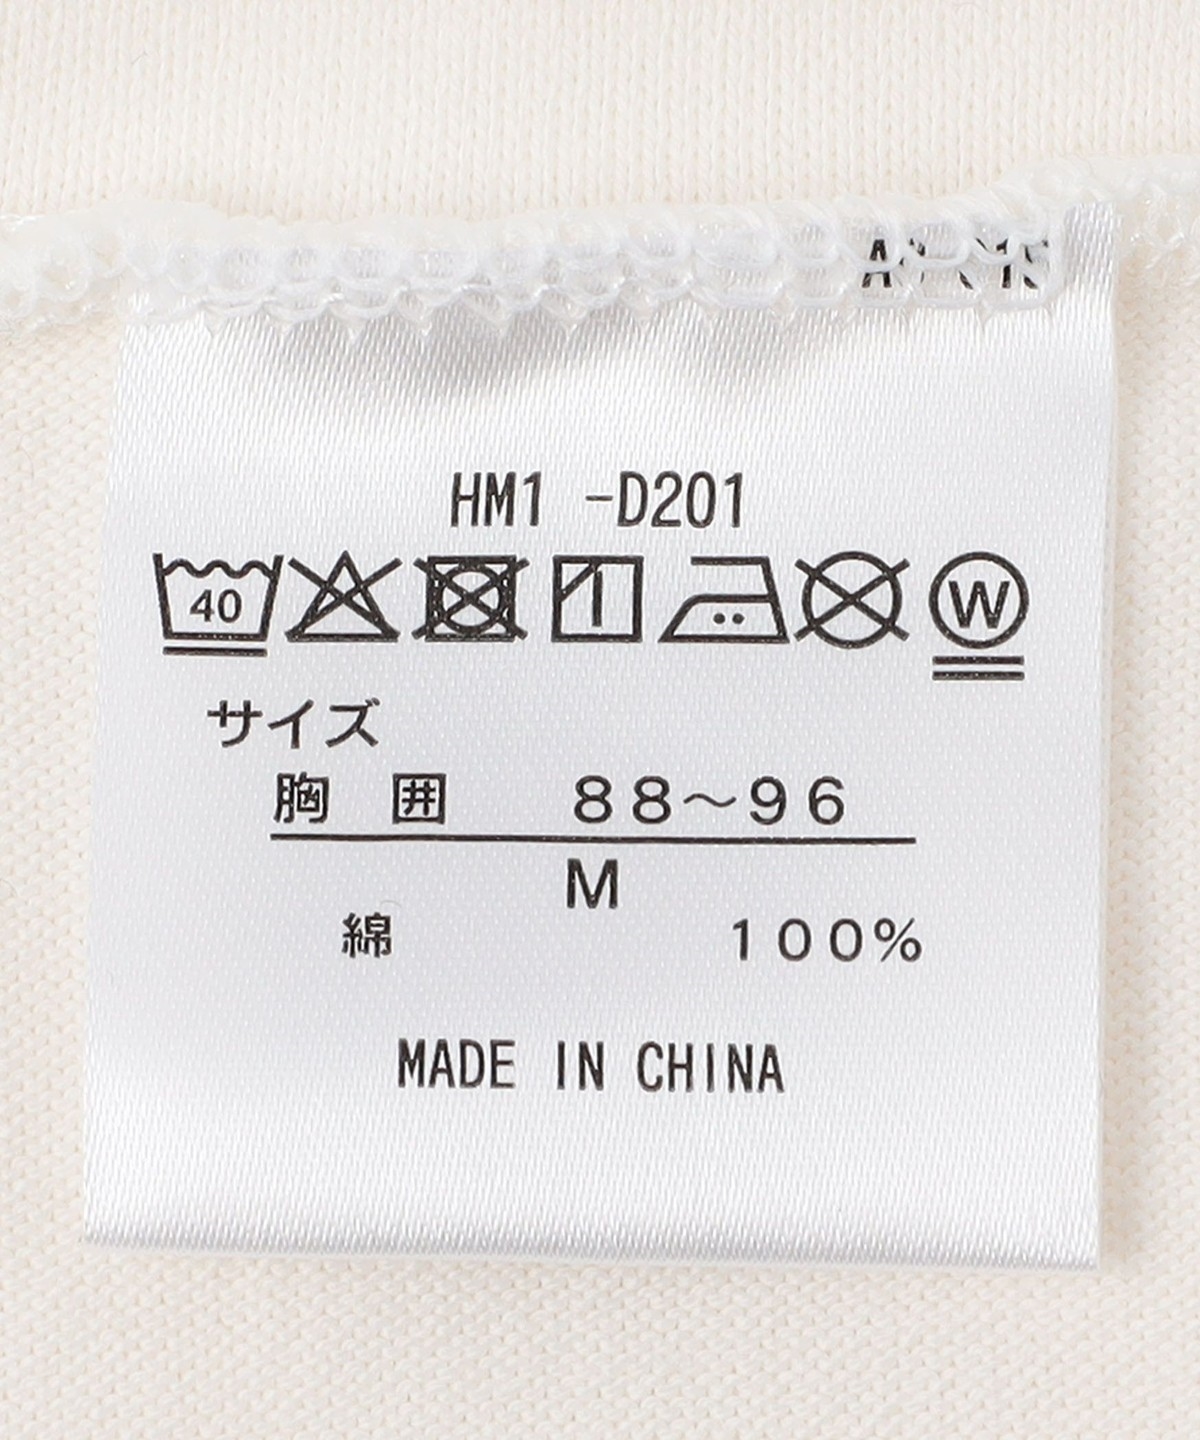 HM1 -D201
40 W
サイズ
胸 囲 88～96
M
綿 100%
MADE IN CHINA